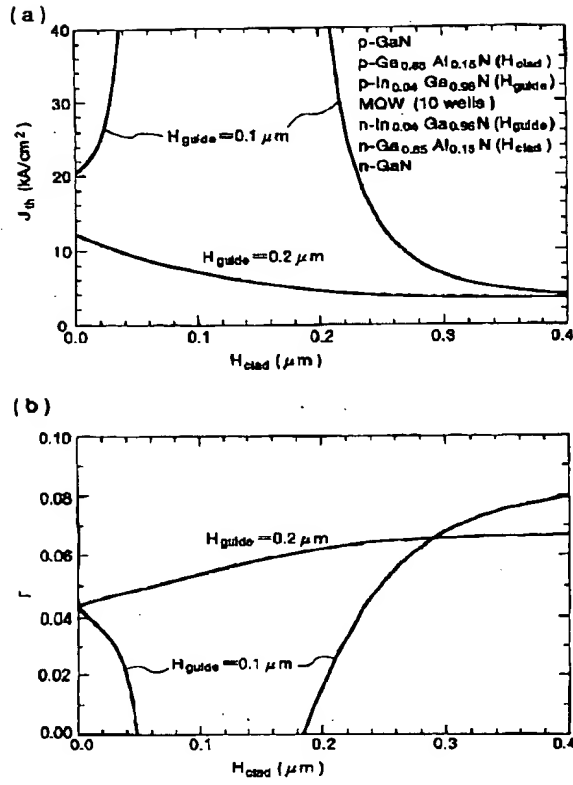 (a)
40
30
20
10
0
J_th (kA/cm²)
p-GaN
p-Ga0.85 Al0.15N (Hclad)
p-In0.04 Ga0.96N (Hguide)
MQW (10 wells)
n-In0.04 Ga0.96N (Hguide)
n-Ga0.85 Al0.15N (Hclad)
n-GaN
Hguide=0.1 μm
Hguide=0.2 μm
0.0 0.1 0.2 0.3 0.4
Hclad (μm)
(b)
0.10
0.08
0.06
0.04
0.02
0.00
Γ
Hguide=0.2 μm
Hguide=0.1 μm
0.0 0.1 0.2 0.3 0.4
Hclad (μm)